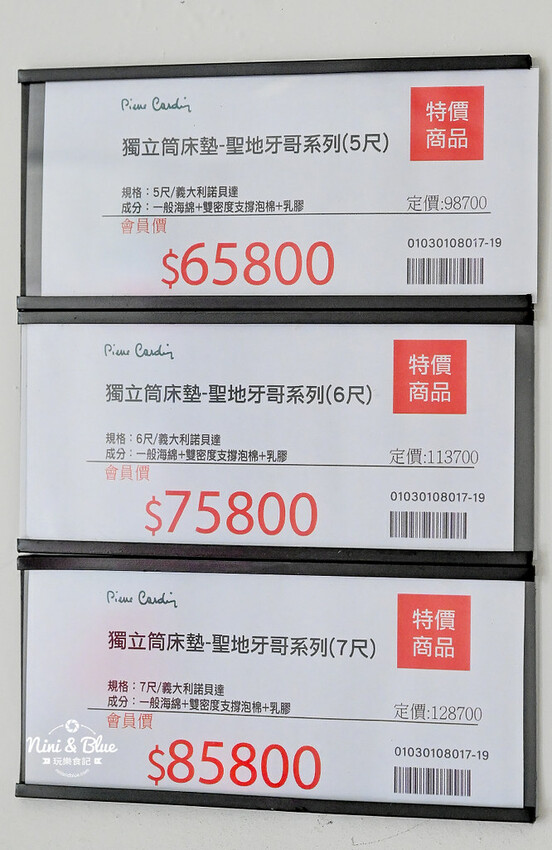 Pierre Cardin
特價
商品
獨立筒床墊-聖地牙哥系列(5尺)
規格：5尺/義大利諾貝達
成分：一般海綿+雙密度支撐泡棉+乳膠
定價:98700
會員價
$65800
01030108017-19
Pierre Cardin
特價
商品
獨立筒床墊-聖地牙哥系列(6尺)
規格：6尺/義大利諾貝達
成分：一般海綿+雙密度支撐泡棉+乳膠
定價:113700
會員價
$75800
01030108017-19
Pierre Cardin
特價
商品
獨立筒床墊-聖地牙哥系列(7尺)
規格：7尺/義大利諾貝達
成分：一般海綿+雙密度支撐泡棉+乳膠
定價:128700
會員價
$85800
01030108017-19
Nini & Blue
玩樂食記